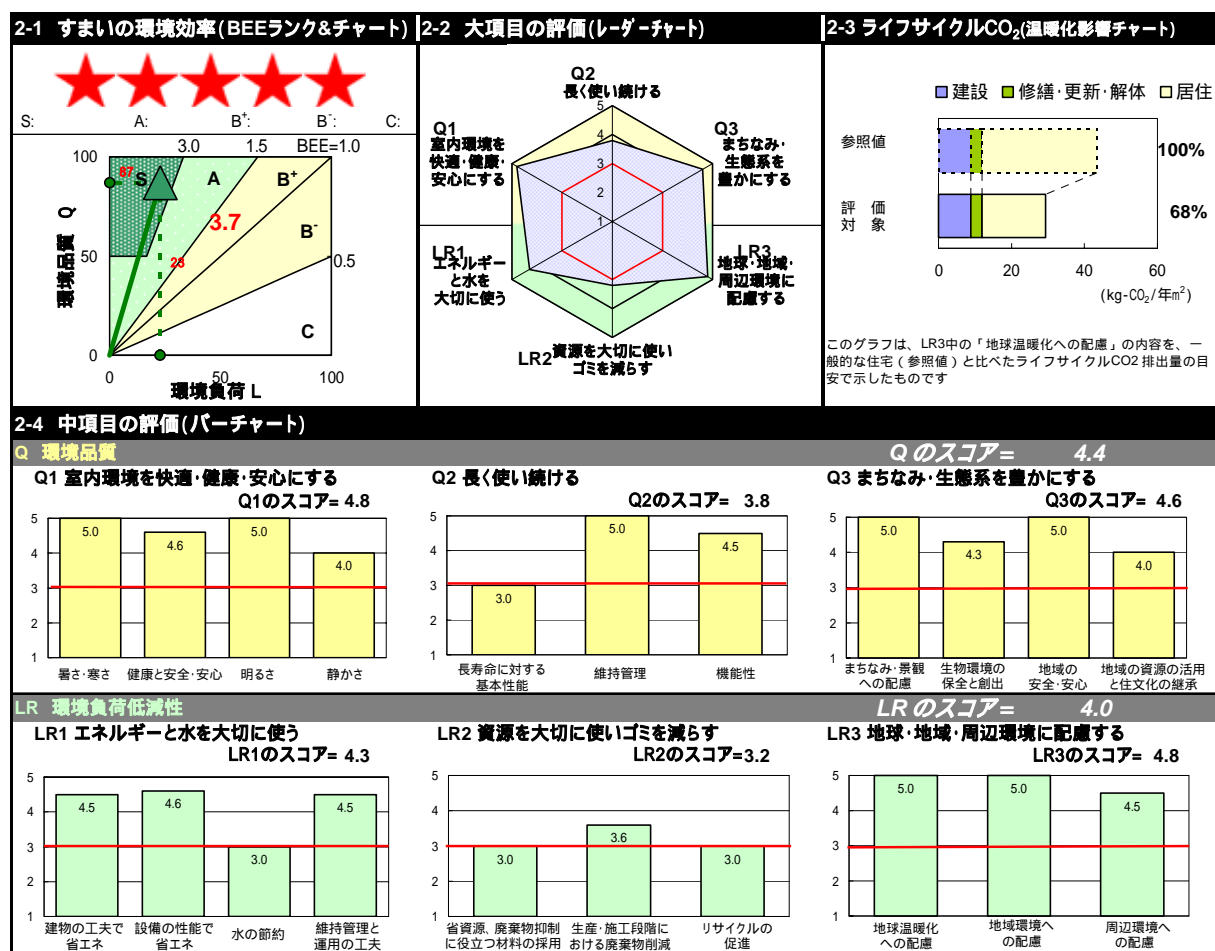 2-1 すまいの環境効率(BEEランク&チャート)
S: A: B+: B-: C:
3.0 1.5 BEE=1.0
100
87
S
A
B+
3.7
B-
50
23
0.5
C
0
0 50 100
環境品質 Q
環境負荷 L
2-2 大項目の評価(レーダーチャート)
Q2
長く使い続ける
5
4
3
2
1
Q1
室内環境を
快適・健康・
安心にする
Q3
まちなみ・
生態系を
豊かにする
LR1
エネルギー
と水を
大切に使う
LR3
地球・地域・
周辺環境に
配慮する
LR2 資源を大切に使い
ゴミを減らす
2-3 ライフサイクルCO2(温暖化影響チャート)
建設 修繕・更新・解体 居住
参照値 100%
評 価
対 象
68%
0 20 40 60
(kg-CO2/年㎡)
このグラフは、LR3中の「地球温暖化への配慮」の内容を、一
般的な住宅(参照値)と比べたライフサイクルCO2 排出量の目
安で示したものです
2-4 中項目の評価(バーチャート)
Q 環境品質 Q のスコア= 4.4
Q1 室内環境を快適・健康・安心にする
Q1のスコア= 4.8
5
4
3
2
1
5.0 4.6 5.0 4.0
暑さ・寒さ 健康と安全・安心 明るさ 静かさ
Q2 長く使い続ける
Q2のスコア= 3.8
5
4
3
2
1
3.0 5.0 4.5
長寿命に対する
基本性能
維持管理
機能性
Q3 まちなみ・生態系を豊かにする
Q3のスコア= 4.6
5
4
3
2
1
5.0 4.3 5.0 4.0
まちなみ・景観
への配慮
生物環境の
保全と創出
地域の
安全・安心
地域の資源の活用
と住文化の継承
LR 環境負荷低減性 LR のスコア= 4.0
LR1 エネルギーと水を大切に使う
LR1のスコア= 4.3
5
4
3
2
1
4.5 4.6 3.0 4.5
建物の工夫で
省エネ
設備の性能で
省エネ
水の節約
維持管理と
運用の工夫
LR2 資源を大切に使いゴミを減らす
LR2のスコア=3.2
5
4
3
2
1
3.0 3.6 3.0
省資源、廃棄物抑制
に役立つ材料の採用
生産・施工段階に
おける廃棄物削減
リサイクルの
促進
LR3 地球・地域・周辺環境に配慮する
LR3のスコア= 4.8
5
4
3
2
1
5.0 5.0 4.5
地球温暖化
への配慮
地域環境へ
の配慮
周辺環境へ
の配慮